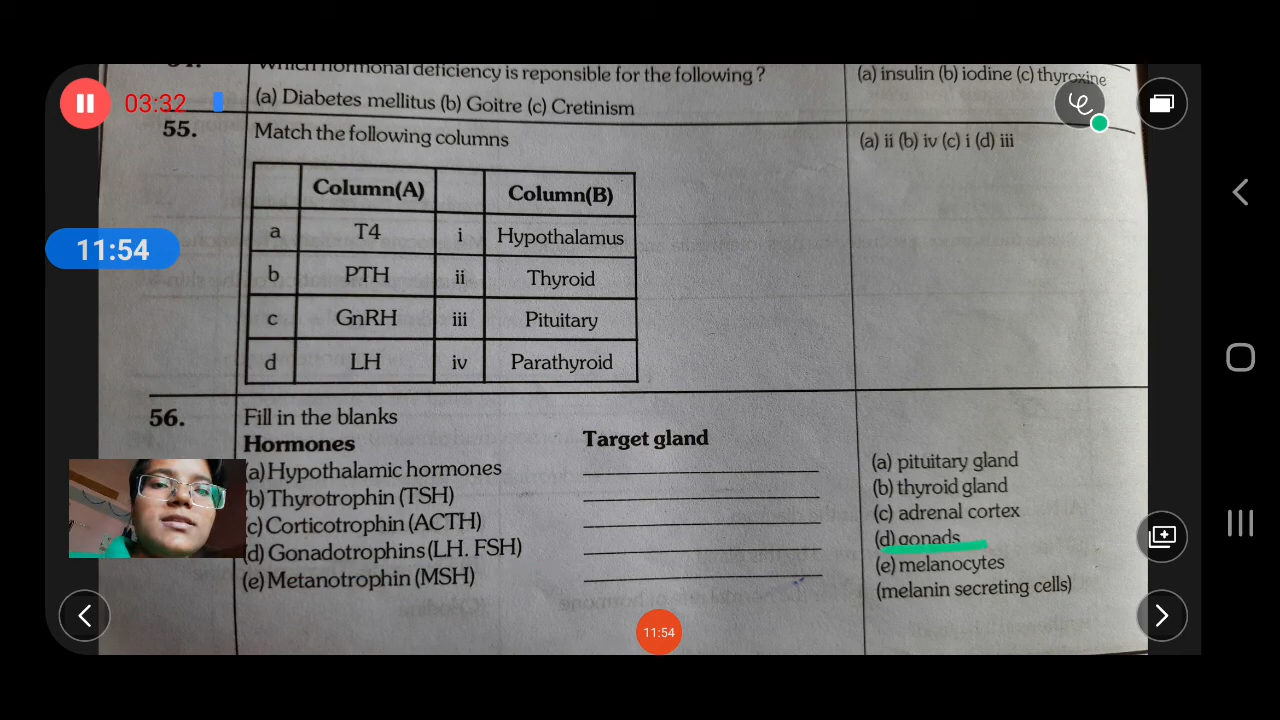 Which hormonal deficiency is reponsible for the following ?
(a) Diabetes mellitus (b) Goitre (c) Cretinism
(a) insulin (b) iodine (c) thyroxine
03:32
55.
Match the following columns
(a) ii (b) iv (c) i (d) iii
Column(A) Column(B)
a T4 i Hypothalamus
b PTH ii Thyroid
c GnRH iii Pituitary
d LH iv Parathyroid
11:54
56.
Fill in the blanks
Hormones Target gland
(a) Hypothalamic hormones
(b) Thyrotrophin (TSH)
(c) Corticotrophin (ACTH)
(d) Gonadotrophins (LH. FSH)
(e) Metanotrophin (MSH)
(a) pituitary gland
(b) thyroid gland
(c) adrenal cortex
(d) gonads
(e) melanocytes
(melanin secreting cells)
11:54